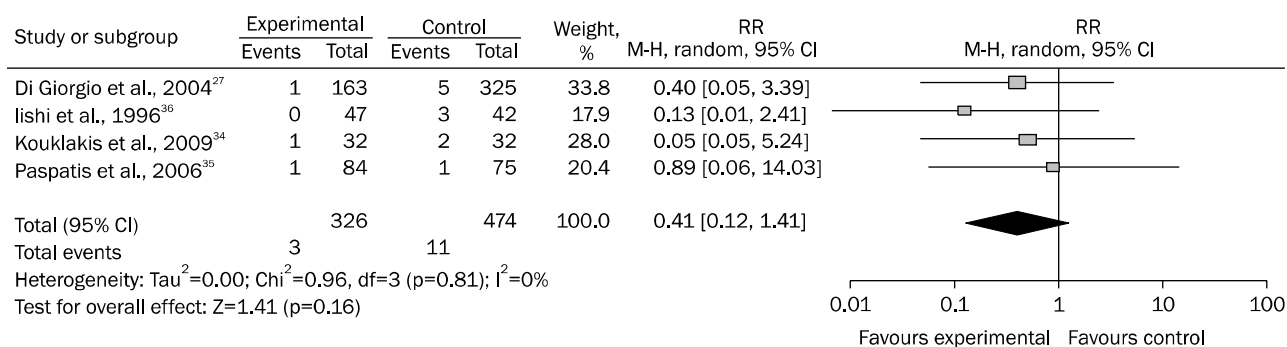 Study or subgroup Experimental Control Weight, % RR M-H, random, 95% CI RR M-H, random, 95% CI
Events Total Events Total
Di Giorgio et al., 2004²⁷ 1 163 5 325 33.8 0.40 [0.05, 3.39]
Iishi et al., 1996³⁶ 0 47 3 42 17.9 0.13 [0.01, 2.41]
Kouklakis et al., 2009³⁴ 1 32 2 32 28.0 0.05 [0.05, 5.24]
Paspatis et al., 2006³⁵ 1 84 1 75 20.4 0.89 [0.06, 14.03]
Total (95% CI) 326 474 100.0 0.41 [0.12, 1.41]
Total events 3 11
Heterogeneity: Tau²=0.00; Chi²=0.96, df=3 (p=0.81); I²=0%
Test for overall effect: Z=1.41 (p=0.16)
0.01 0.1 1 10 100
Favours experimental Favours control